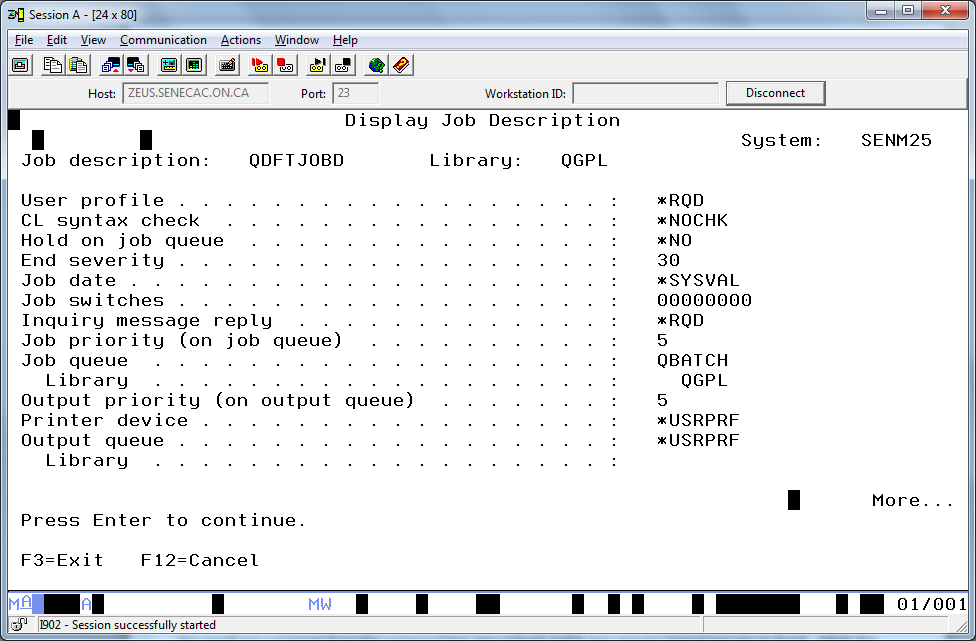 Session A - [24 x 80]
File Edit View Communication Actions Window Help
Host: ZEUS.SENECAC.ON.CA Port: 23 Workstation ID: Disconnect
Display Job Description
System: SENM25
Job description: QDFTJOBD Library: QGPL
User profile . . . . . . . . . . . . . . . . . . . : *RQD
CL syntax check . . . . . . . . . . . . . . . . . : *NOCHK
Hold on job queue . . . . . . . . . . . . . . . . : *NO
End severity . . . . . . . . . . . . . . . . . . . : 30
Job date . . . . . . . . . . . . . . . . . . . . . : *SYSVAL
Job switches . . . . . . . . . . . . . . . . . . . : 00000000
Inquiry message reply . . . . . . . . . . . . . . : *RQD
Job priority (on job queue) . . . . . . . . . . . : 5
Job queue . . . . . . . . . . . . . . . . . . . . : QBATCH
Library . . . . . . . . . . . . . . . . . . . . : QGPL
Output priority (on output queue) . . . . . . . . : 5
Printer device . . . . . . . . . . . . . . . . . . : *USRPRF
Output queue . . . . . . . . . . . . . . . . . . . : *USRPRF
Library . . . . . . . . . . . . . . . . . . . . :
More...
Press Enter to continue.
F3=Exit F12=Cancel
MA A MW 01/001
I902 - Session successfully started